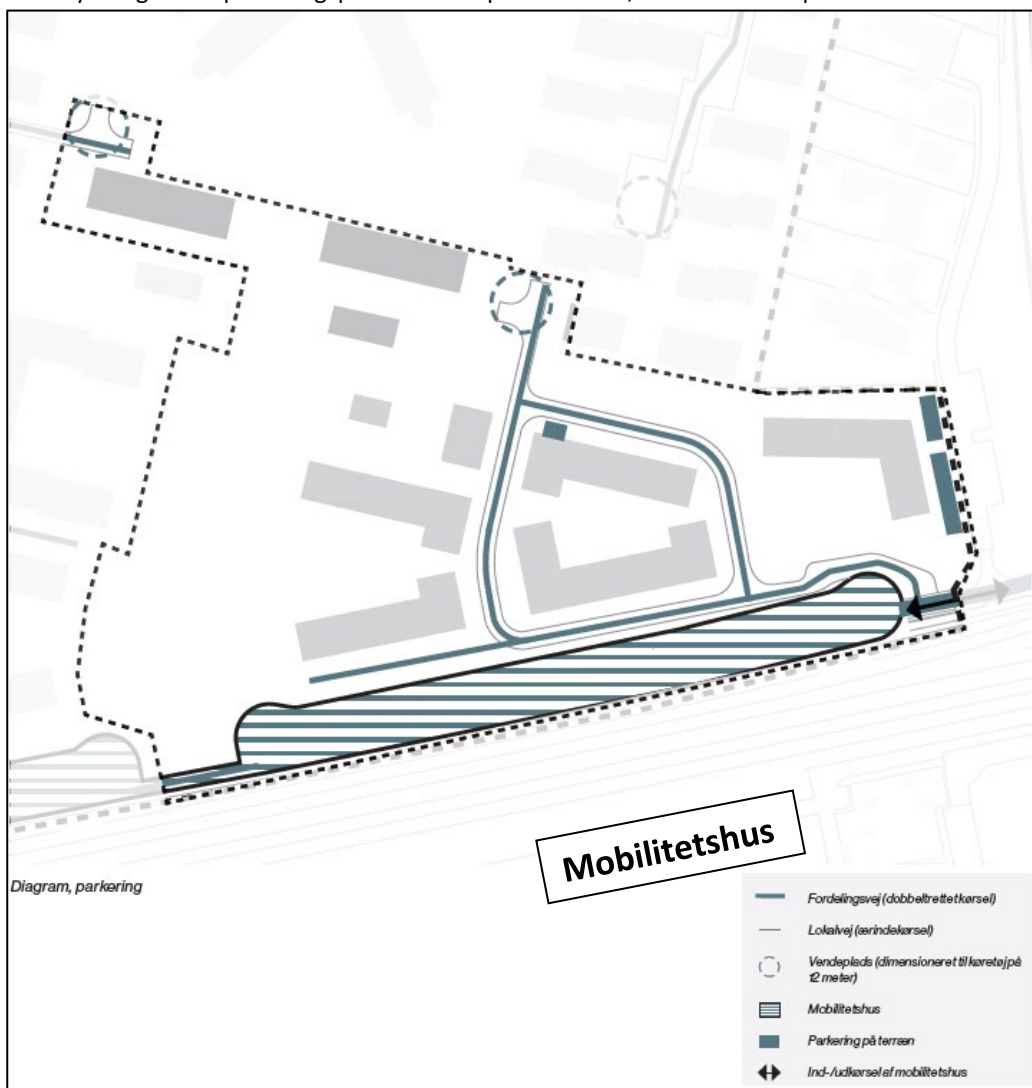 Mobilitetshus
Diagram, parkering
Fordelingsvej (dobbeltrettet kørsel)
Lokalvej (ærindekørsel)
Vendeplads (dimensioneret til køretøj på
12 meter)
Mobilitetshus
Parkering på terræn
Ind-/udkørsel af mobilitetshus